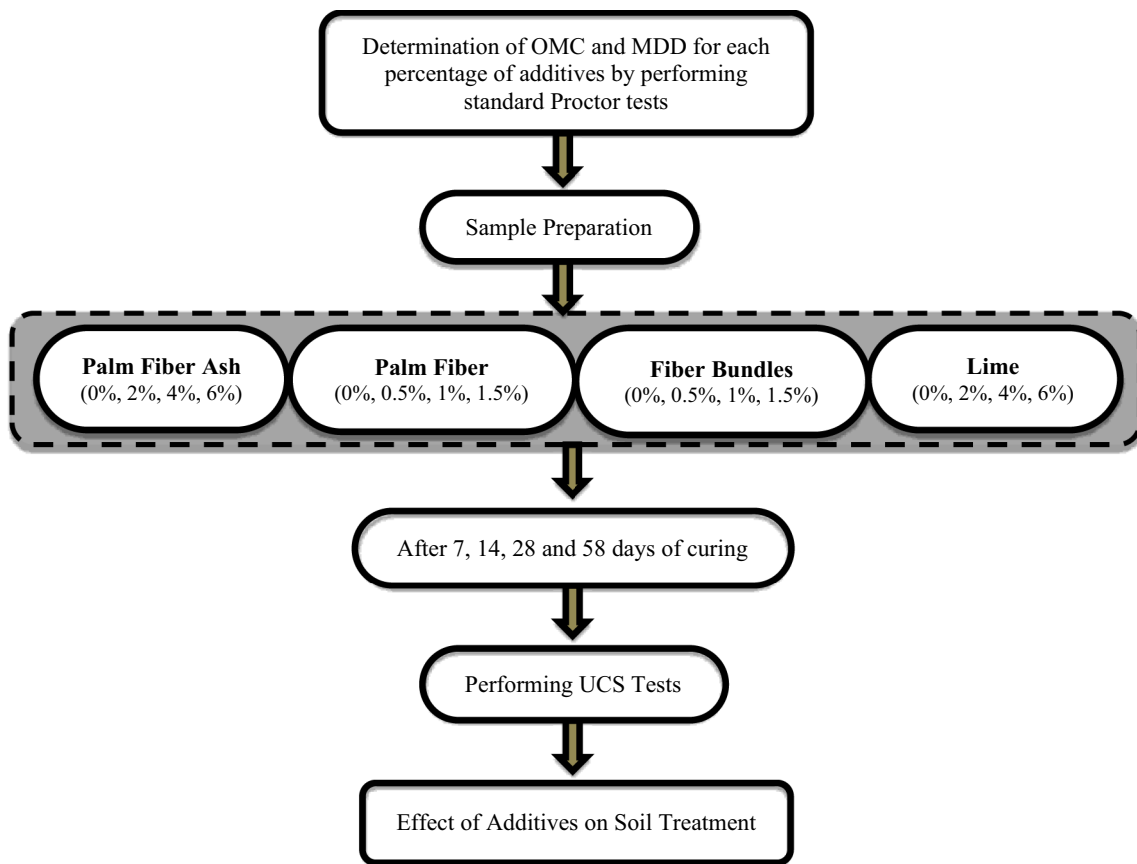 Determination of OMC and MDD for each
percentage of additives by performing
standard Proctor tests
Sample Preparation
Palm Fiber Ash
(0%, 2%, 4%, 6%)
Palm Fiber
(0%, 0.5%, 1%, 1.5%)
Fiber Bundles
(0%, 0.5%, 1%, 1.5%)
Lime
(0%, 2%, 4%, 6%)
After 7, 14, 28 and 58 days of curing
Performing UCS Tests
Effect of Additives on Soil Treatment